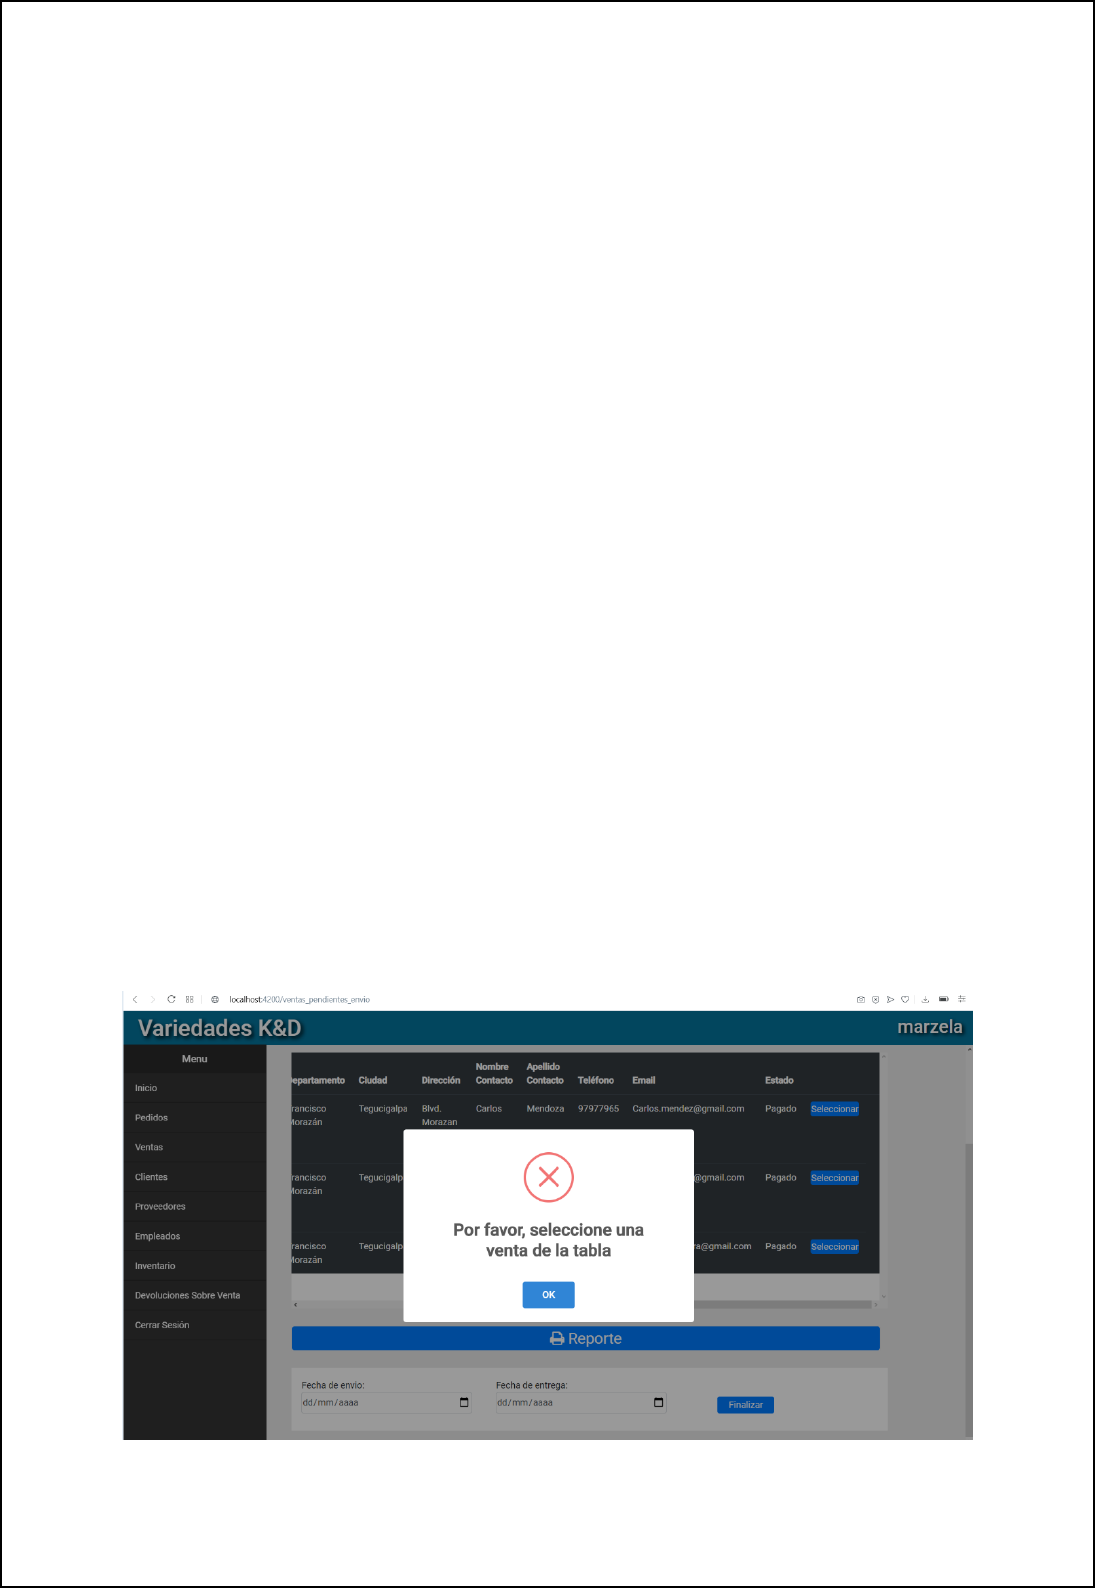 localhost:4200/ventas_pendientes_envio
Variedades K&D
marzela
Menu
Inicio
Pedidos
Ventas
Clientes
Proveedores
Empleados
Inventario
Devoluciones Sobre Venta
Cerrar Sesión
epartamento Ciudad Dirección Nombre Contacto Apellido Contacto Teléfono Email Estado
rancisco Tegucigalpa Blvd. Carlos Mendoza 97977965 Carlos.mendez@gmail.com Pagado Seleccionar
Morazán Morazan
rancisco Tegucigalp @gmail.com Pagado Seleccionar
Morazán
rancisco Tegucigalp ra@gmail.com Pagado Seleccionar
Morazán
Por favor, seleccione una
venta de la tabla
OK
Reporte
Fecha de envio: Fecha de entrega:
dd/mm/aaaa dd/mm/aaaa Finalizar